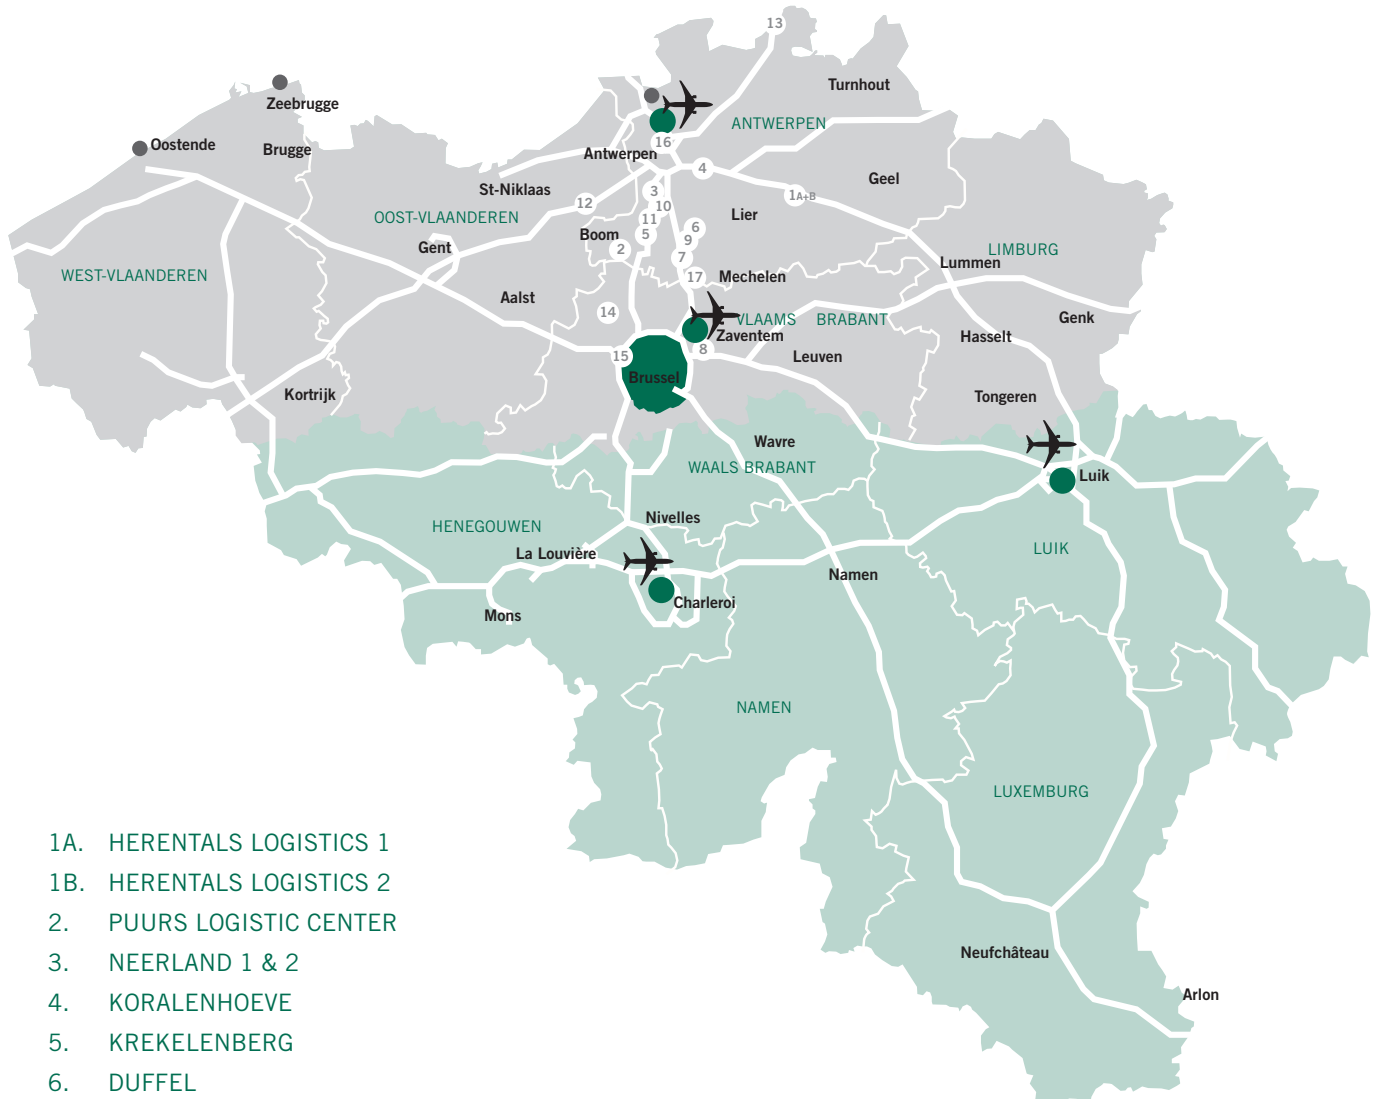 13
Turnhout
Zeebrugge
ANTWERPEN
16
Oostende
Brugge
Antwerpen
4
Geel
St-Niklaas
3
1A+B
12
10
Lier
OOST-VLAANDEREN
11
6
Boom
5
9
Gent
2
LIMBURG
7
Lummen
WEST-VLAANDEREN
17
Mechelen
Aalst
14
VLAAMS BRABANT
Genk
Zaventem
Hasselt
15
8
Leuven
Brussel
Kortrijk
Tongeren
Wavre
WAALS BRABANT
Luik
Nivelles
HENEGOUWEN
La Louvière
LUIK
Namen
Charleroi
Mons
NAMEN
LUXEMBURG
Neufchâteau
Arlon
1A. HERENTALS LOGISTICS 1
1B. HERENTALS LOGISTICS 2
2. PUURS LOGISTIC CENTER
3. NEERLAND 1 & 2
4. KORALENHOEVE
5. KREKELENBERG
6. DUFFEL